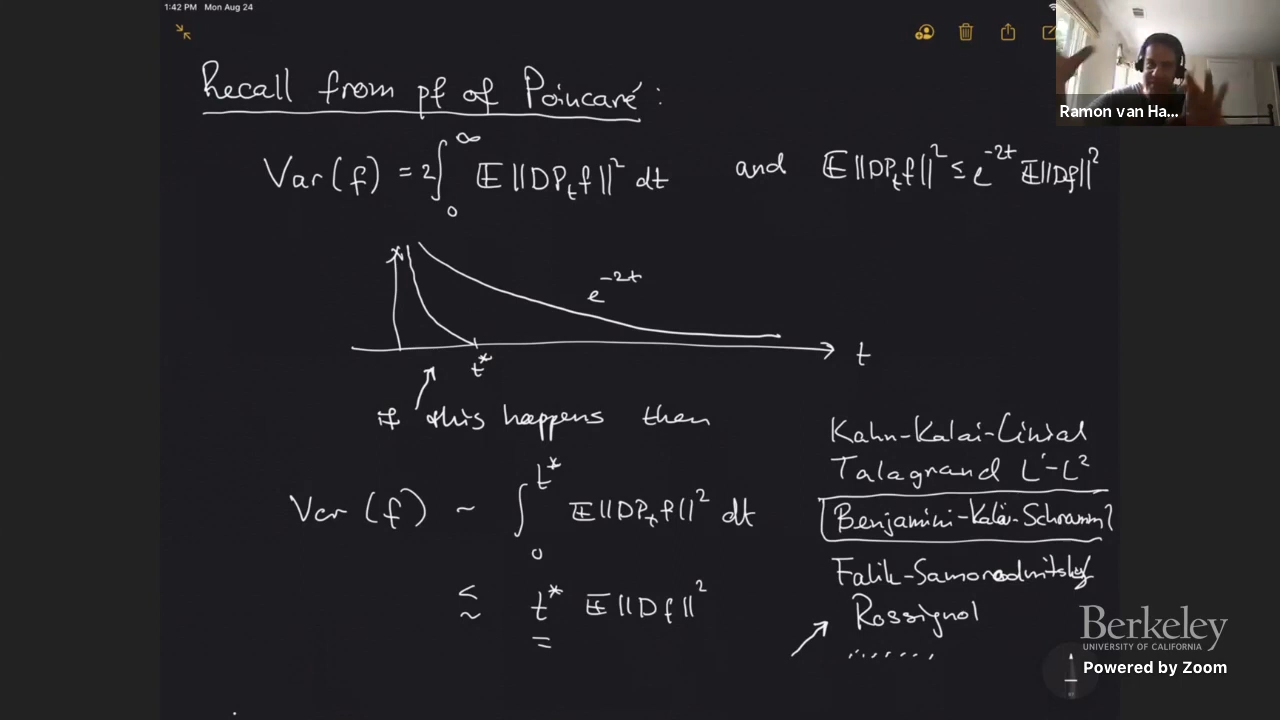 1:42 PM Mon Aug 24
Ramon van Ha...
Recall from pf of Poincaré:
Var(f) = 2∫₀^∞ 𝔼||DPₜf||² dt and 𝔼||DPₜf||² ≤ e^{-2t} 𝔼||Df||²
e^{-2t}
t
t*
if this happens then
Var(f) ~ ∫₀^{t*} 𝔼||DPₜf||² dt
≲ t* 𝔼||Df||²
Kahn-Kalai-Linial
Talagrand L¹-L²
Benjamini-Kalai-Schramm
Falik-Samorodnitsky
Rossignol
.......
Berkeley
UNIVERSITY OF CALIFORNIA
Powered by Zoom